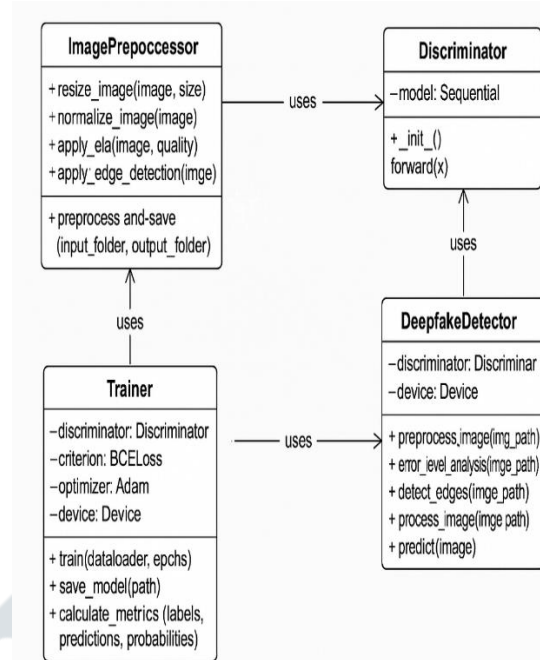 ImagePrepoccessor
+ resize_image(image, size)
+ normalize_image(image)
+ apply_ela(image, quality)
+ apply_edge_detection(imge)
+ preprocess and-save
(input_folder, output_folder)
uses
Discriminator
–model: Sequential
+_init_()
forward(x)
uses
uses
Trainer
–discriminator: Discriminator
–criterion: BCELoss
–optimizer: Adam
–device: Device
+ train(dataloader, epchs)
+ save_model(path)
+ calculate_metrics (labels,
predictions, probabilities)
uses
DeepfakeDetector
–discriminator: Discriminar
–device: Device
+ preprocess_image(img_path)
+ error_level_analysis(imge_path)
+ detect_edges(imge_path)
+ process_image(imge path)
+ predict(image)